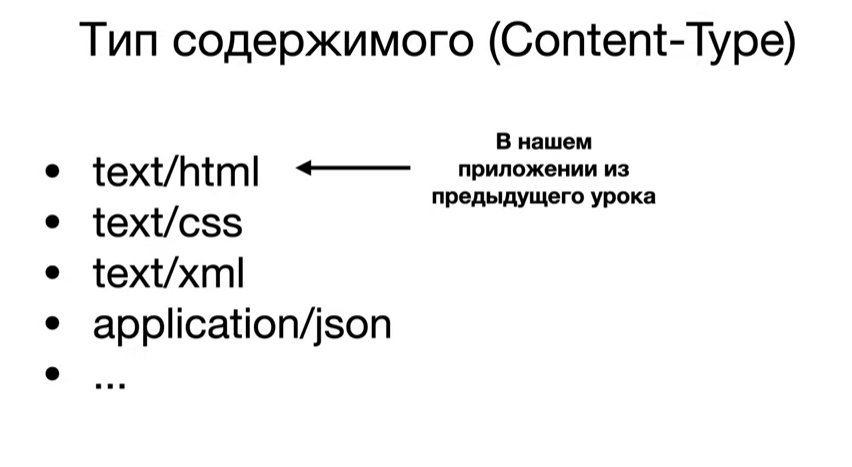 Тип содержимого (Content-Type)
• text/html
В нашем
приложении из
предыдущего урока
• text/css
• text/xml
• application/json
• ...